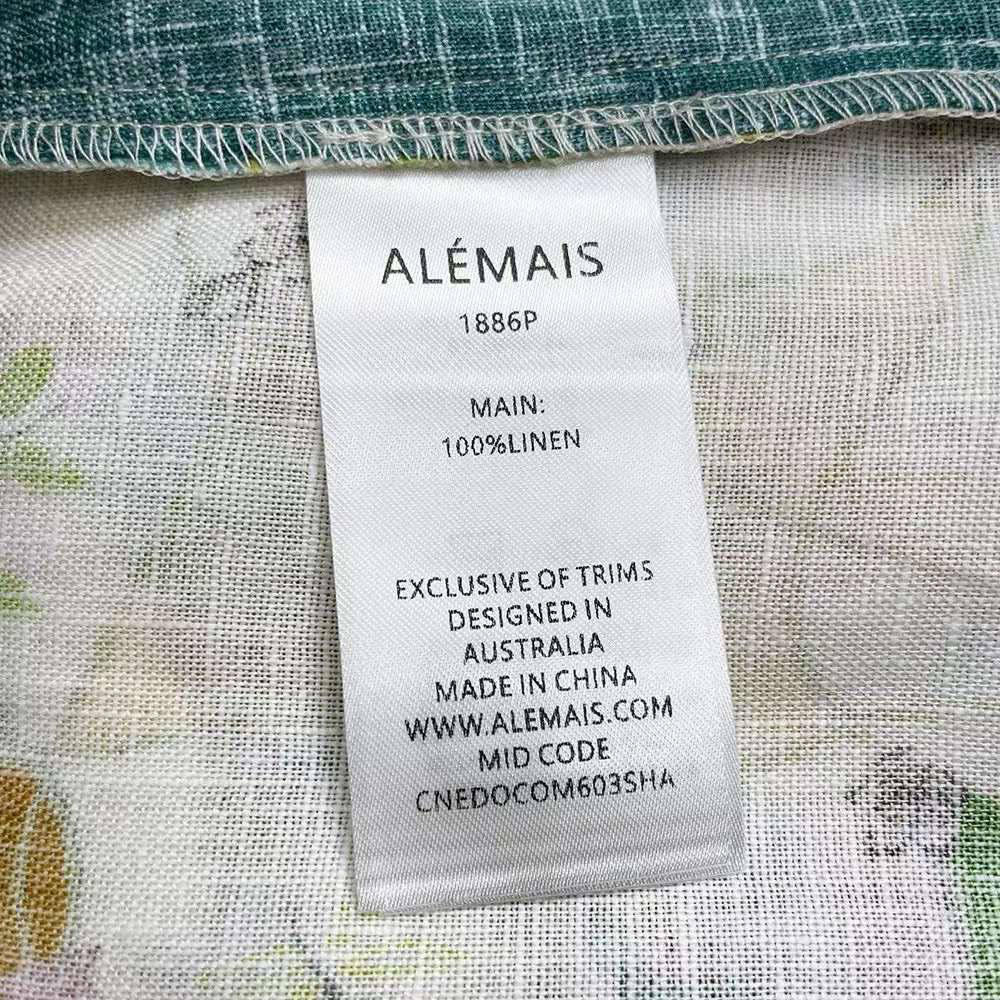 ALÉMAIS
1886P
MAIN:
100%LINEN
EXCLUSIVE OF TRIMS
DESIGNED IN
AUSTRALIA
MADE IN CHINA
WWW.ALEMAIS.COM
MID CODE
CNEDOCOM603SHA